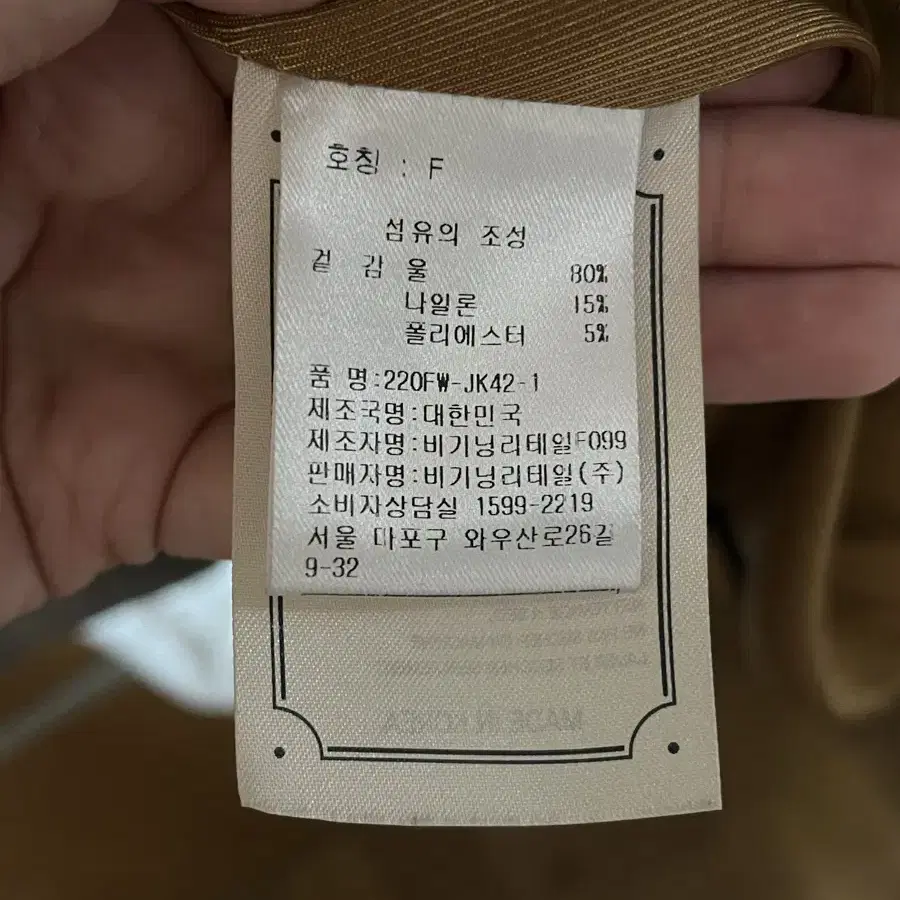 호칭 : F
섬유의 조성
겉 감 울 80%
나일론 15%
폴리에스터 5%
품 명:220FW-JK42-1
제조국명:대한민국
제조자명:비기닝리테일F099
판매자명:비기닝리테일(주)
소비자상담실 1599-2219
서울 마포구 와우산로26길
9-32
MADE IN KOREA